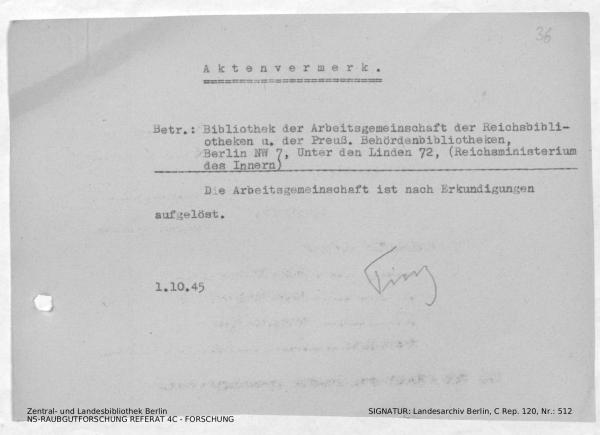 36
Aktenvermerk.
Betr.: Bibliothek der Arbeitsgemeinschaft der Reichsbibli-
otheken u. der Preuß. Behördenbibliotheken,
Berlin NW 7, Unter den Linden 72, (Reichsministerium
des Innern)
Die Arbeitsgemeinschaft ist nach Erkundigungen
aufgelöst.
1.10.45
Zentral- und Landesbibliothek Berlin
NS-RAUBGUTFORSCHUNG REFERAT 4C - FORSCHUNG
SIGNATUR: Landesarchiv Berlin, C Rep. 120, Nr.: 512